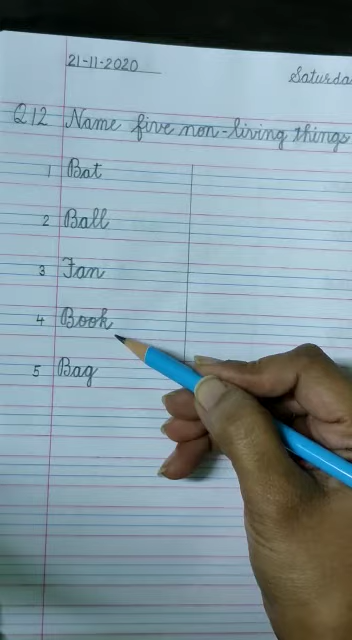 21-11-2020
Saturda
Q12 Name five non-living things
1 Bat
2 Ball
3 Fan
4 Book
5 Bag